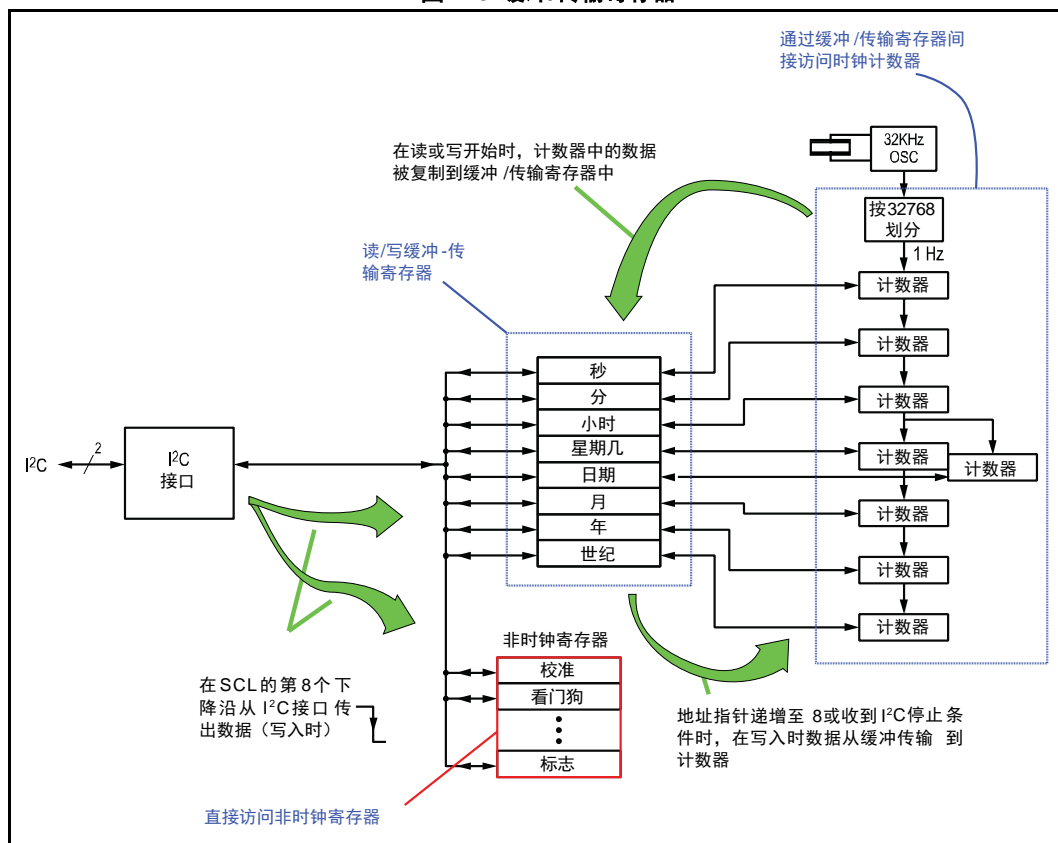 通过缓冲/传输寄存器间
接访问时钟计数器
32KHz
OSC
在读或写开始时，计数器中的数据
被复制到缓冲/传输寄存器中
按32768
划分
1 Hz
读/写缓冲-传
输寄存器
计数器
计数器
计数器
计数器
计数器
计数器
计数器
计数器
秒
分
小时
星期几
日期
月
年
世纪
I²C
2
I²C
接口
非时钟寄存器
校准
看门狗
标志
在SCL的第8个下
降沿从I²C接口传
出数据（写入时）
地址指针递增至8或收到I²C停止条
件时，在写入时数据从缓冲传输到
计数器
直接访问非时钟寄存器